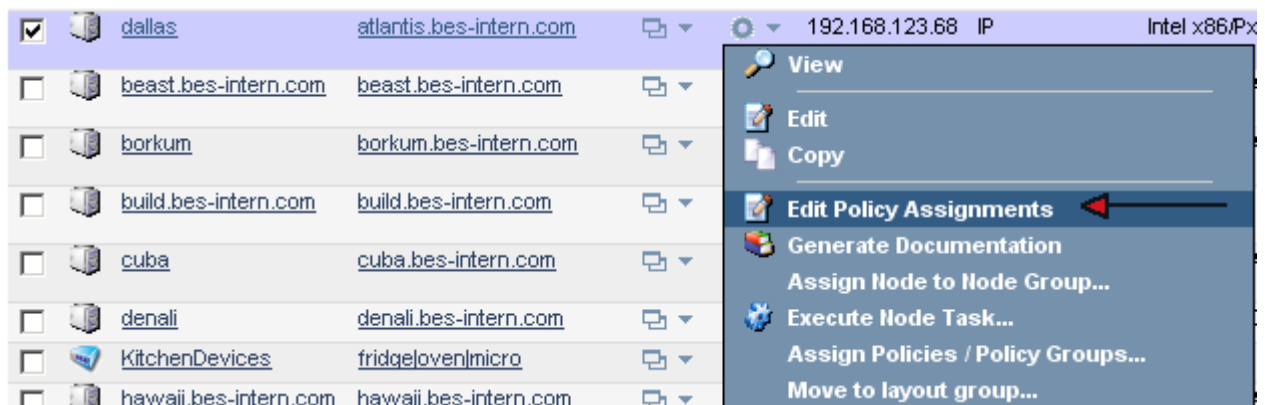 dallas atlantis.bes-intern.com 192.168.123.68 IP Intel x86/Px
View
beast.bes-intern.com beast.bes-intern.com
Edit
borkum borkum.bes-intern.com
Copy
build.bes-intern.com build.bes-intern.com
Edit Policy Assignments
Generate Documentation
cuba cuba.bes-intern.com
Assign Node to Node Group...
denali denali.bes-intern.com
Execute Node Task...
KitchenDevices fridge|oven|micro
Assign Policies / Policy Groups...
hawaii.bes-intern.com hawaii.bes-intern.com
Move to layout group...